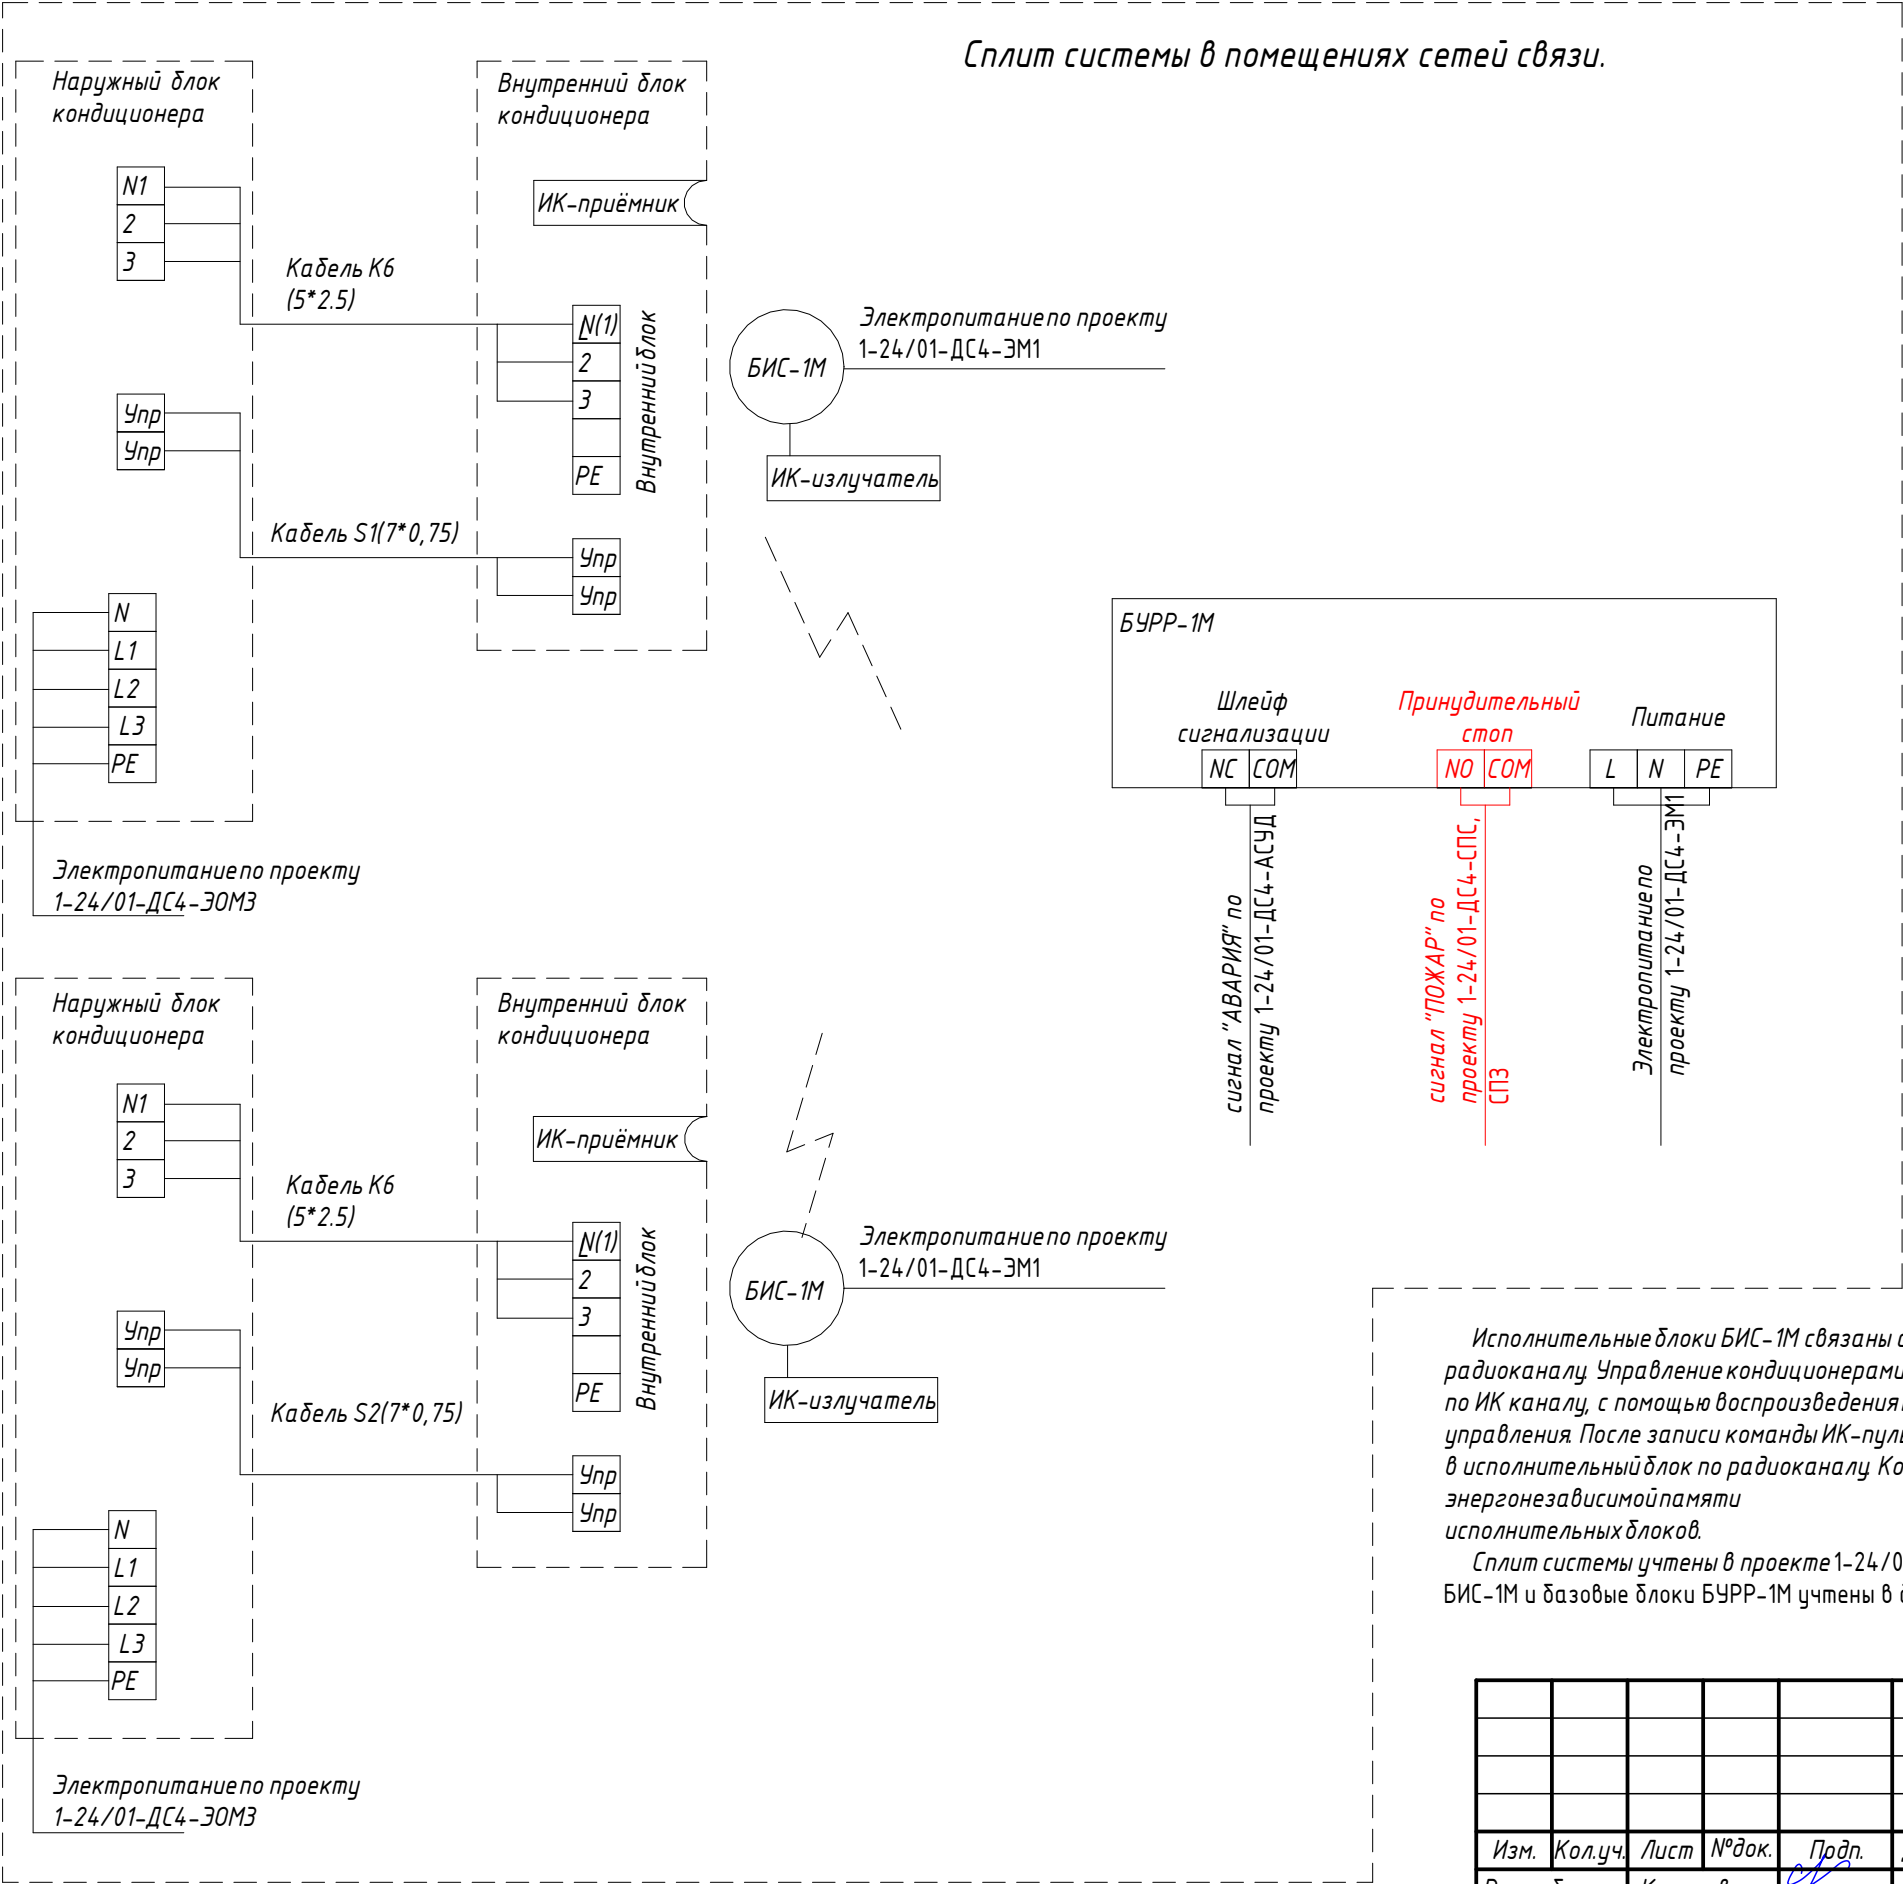 Сплит системы в помещениях сетей связи.
Наружный блок
кондиционера
N1
2
3
Упр
Упр
N
L1
L2
L3
PE
Электропитание по проекту
1-24/01-ДС4-ЭОМ3
Кабель К6
(5*2.5)
Кабель S1(7*0,75)
Внутренний блок
кондиционера
ИК-приёмник
N(1)
2
3
PE
Внутренний блок
Упр
Упр
БИС-1М
Электропитание по проекту
1-24/01-ДС4-ЭМ1
ИК-излучатель
БУРР-1М
Шлейф
сигнализации
NC COM
Принудительный
стоп
NO COM
Питание
L N PE
сигнал "АВАРИЯ" по
проекту 1-24/01-ДС4-АСУД
сигнал "ПОЖАР" по
проекту 1-24/01-ДС4-СПС,
СПЗ
Электропитание по
проекту 1-24/01-ДС4-ЭМ1
Наружный блок
кондиционера
N1
2
3
Упр
Упр
N
L1
L2
L3
PE
Электропитание по проекту
1-24/01-ДС4-ЭОМ3
Кабель К6
(5*2.5)
Кабель S2(7*0,75)
Внутренний блок
кондиционера
ИК-приёмник
N(1)
2
3
PE
Внутренний блок
Упр
Упр
БИС-1М
Электропитание по проекту
1-24/01-ДС4-ЭМ1
ИК-излучатель
Исполнительные блоки БИС-1М связаны
радиоканалу. Управление кондиционерами
по ИК каналу, с помощью воспроизведения
управления. После записи команды
в исполнительный блок по радиоканалу.
энергонезависимой памяти
исполнительных блоков.
Сплит системы учтены в проекте
БИС-1М и базовые блоки БУРР-1М учтены в
Изм. Кол.уч. Лист №док. Подп.